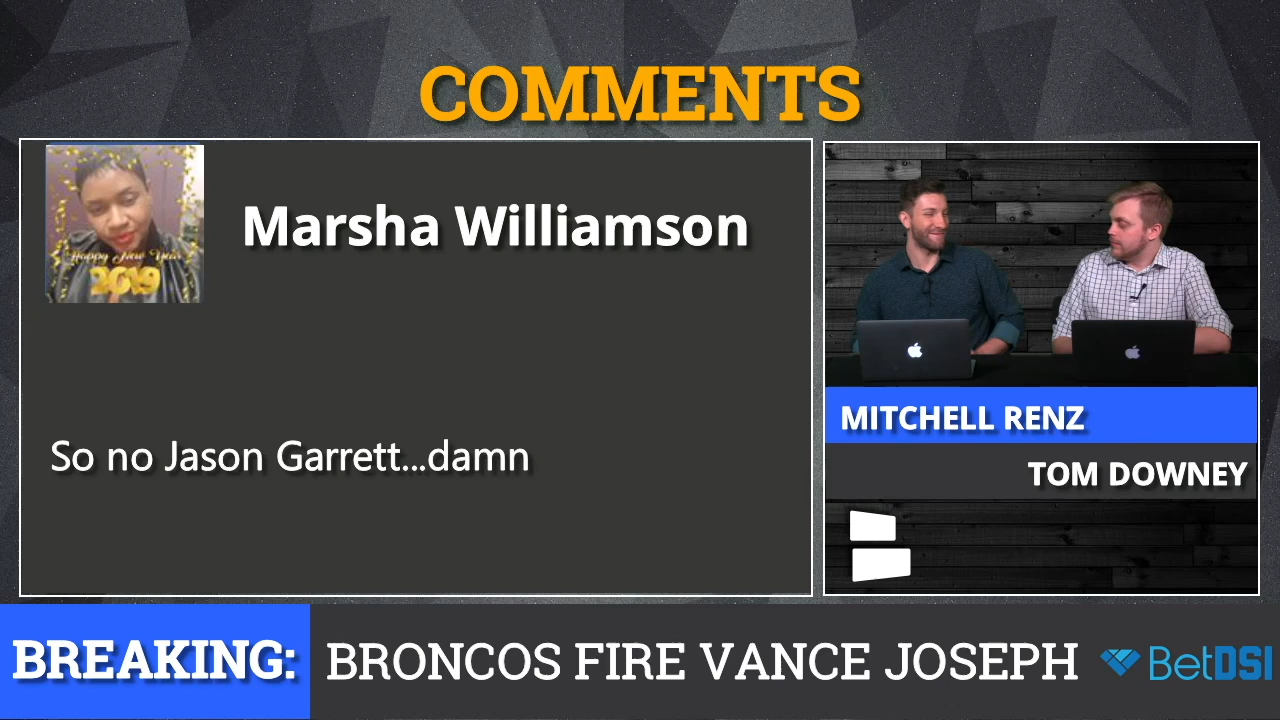 COMMENTS
Happy New Year
2019
Marsha Williamson
So no Jason Garrett...damn
MITCHELL RENZ
TOM DOWNEY
BREAKING: BRONCOS FIRE VANCE JOSEPH BetDSI